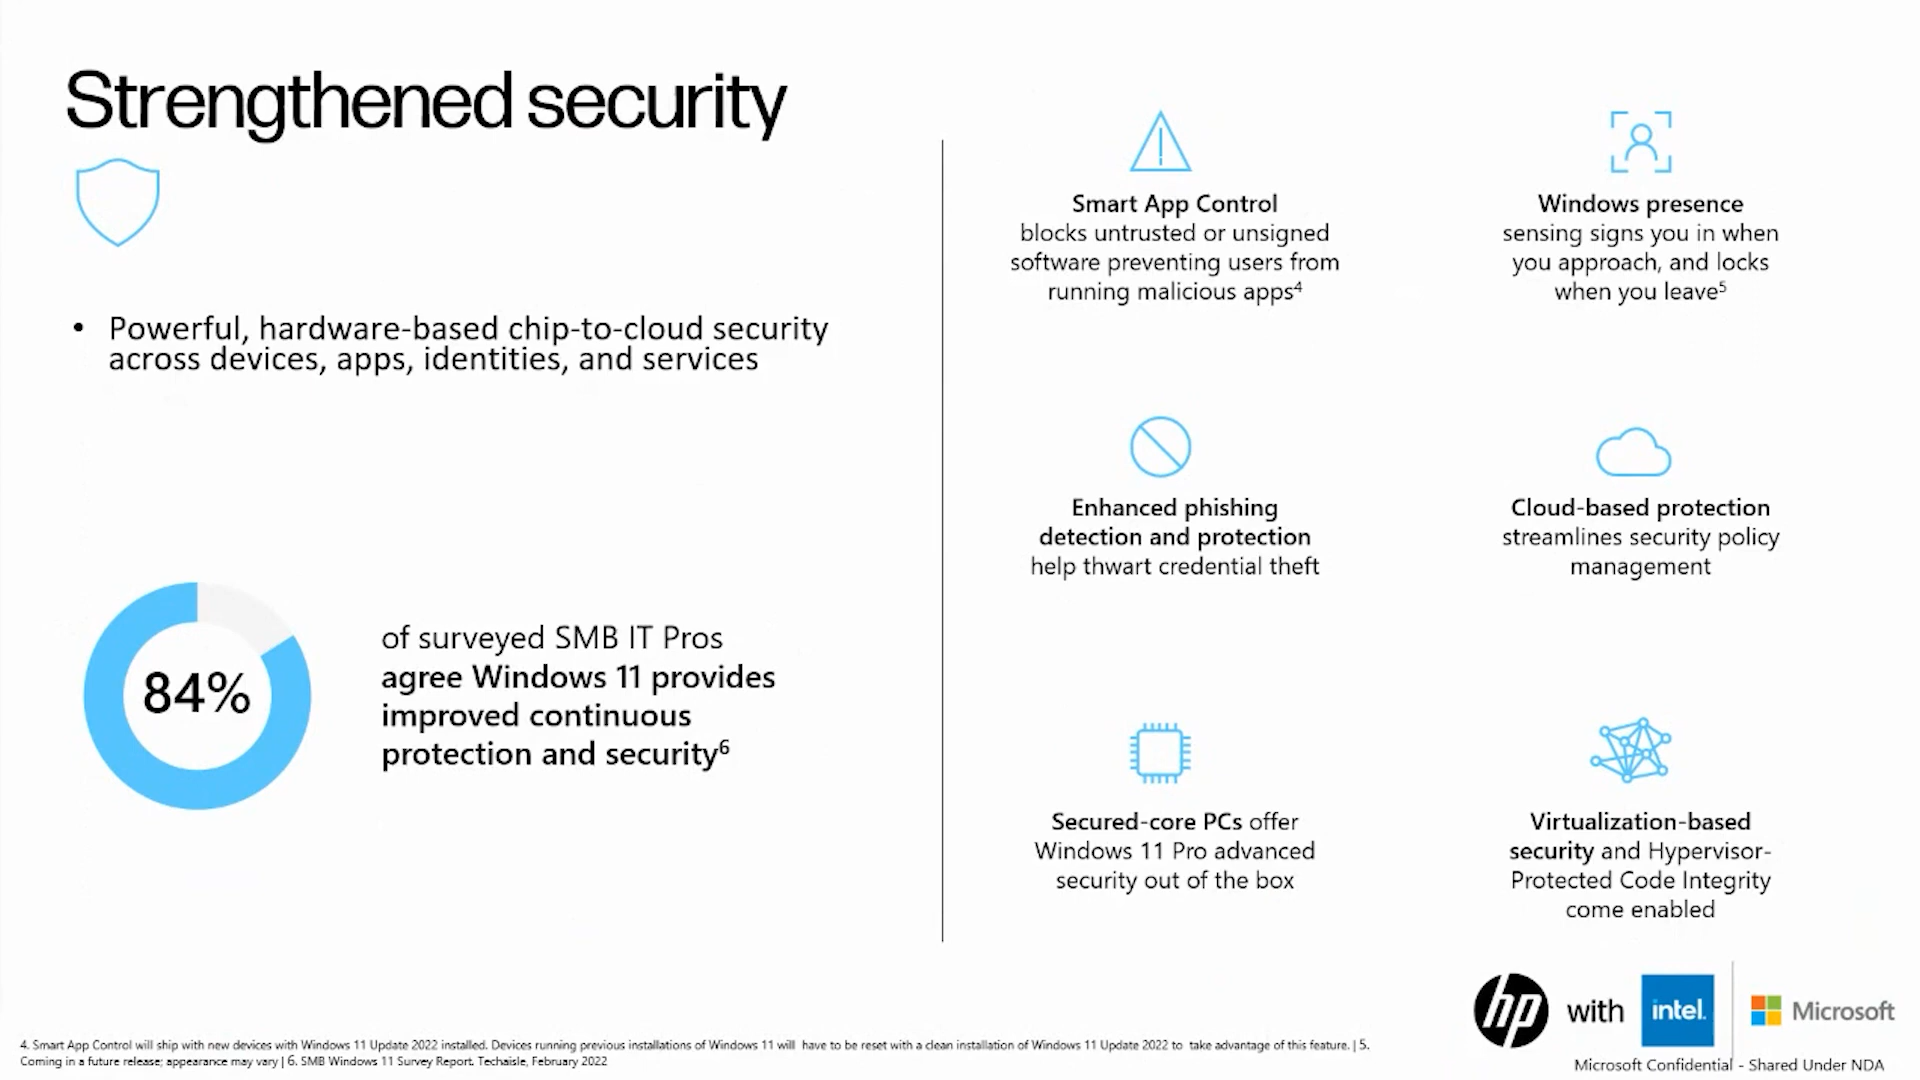 Strengthened security
• Powerful, hardware-based chip-to-cloud security
across devices, apps, identities, and services
84%
of surveyed SMB IT Pros
agree Windows 11 provides
improved continuous
protection and security⁶
Smart App Control
blocks untrusted or unsigned
software preventing users from
running malicious apps⁴
Windows presence
sensing signs you in when
you approach, and locks
when you leave⁵
Enhanced phishing
detection and protection
help thwart credential theft
Cloud-based protection
streamlines security policy
management
Secured-core PCs offer
Windows 11 Pro advanced
security out of the box
Virtualization-based
security and Hypervisor-
Protected Code Integrity
come enabled
hp with intel. Microsoft
4. Smart App Control will ship with new devices with Windows 11 Update 2022 installed. Devices running previous installations of Windows 11 will have to be reset with a clean installation of Windows 11 Update 2022 to take advantage of this feature. | 5.
Coming in a future release; appearance may vary | 6. SMB Windows 11 Survey Report. Techaisle, February 2022
Microsoft Confidential - Shared Under NDA